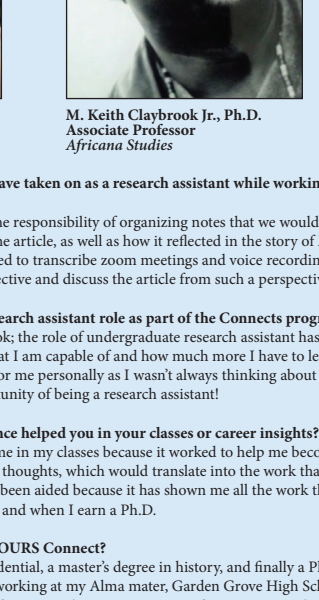 M. Keith Claybrook Jr., Ph.D.
Associate Professor
Africana Studies
ave taken on as a research assistant while workin
he responsibility of organizing notes that we would
he article, as well as how it reflected in the story of
ed to transcribe zoom meetings and voice recordin
ective and discuss the article from such a perspectiv
earch assistant role as part of the Connects progr
ok; the role of undergraduate research assistant has
at I am capable of and how much more I have to le
or me personally as I wasn't always thinking about
unity of being a research assistant!
nce helped you in your classes or career insights?
me in my classes because it worked to help me beco
thoughts, which would translate into the work tha
been aided because it has shown me all the work th
and when I earn a Ph.D.
OURS Connect?
dential, a master's degree in history, and finally a Ph
working at my Alma mater, Garden Grove High Sch